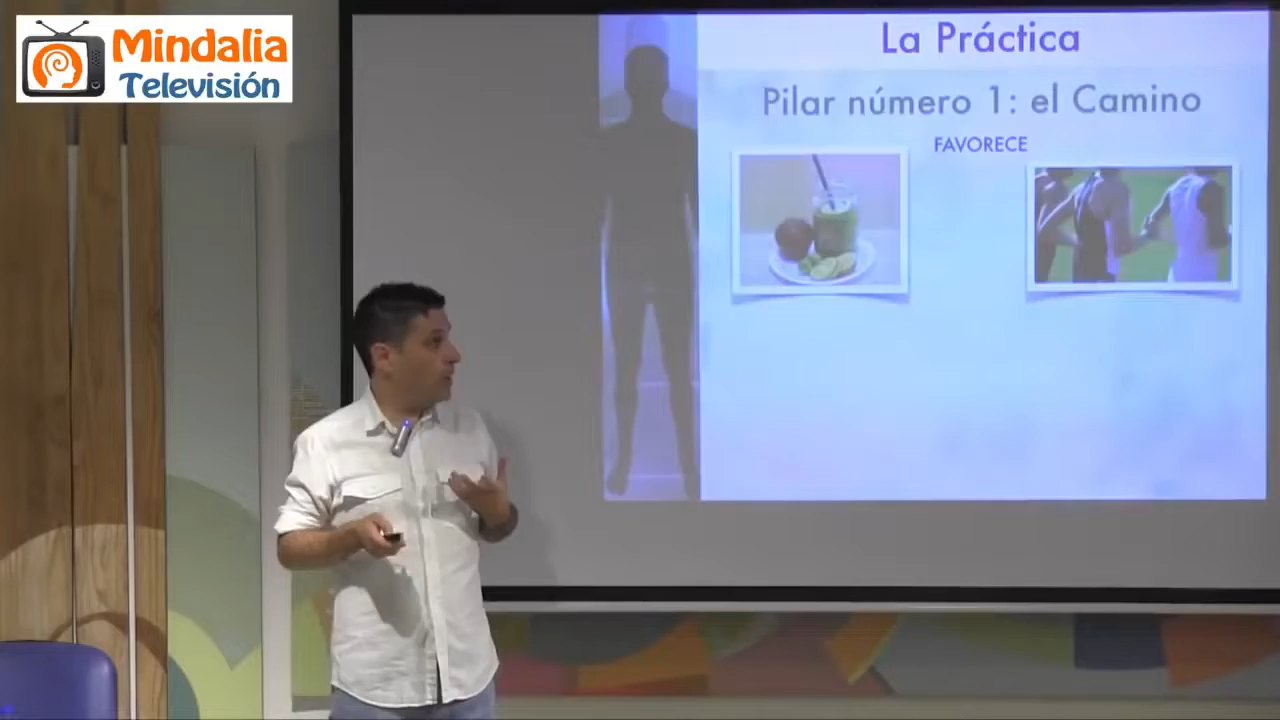 Mindalia
Televisión
La Práctica
Pilar número 1: el Camino
FAVORECE